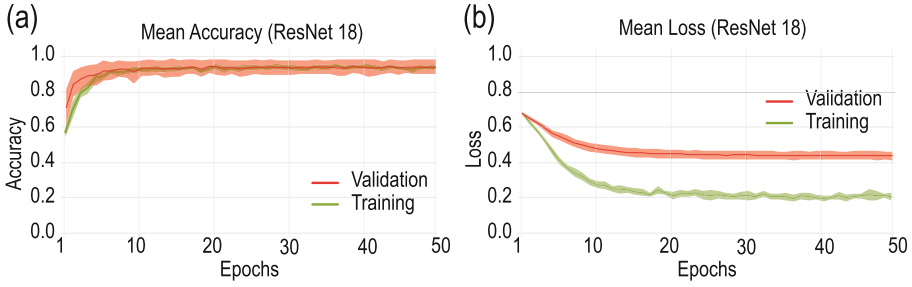 (a)
Mean Accuracy (ResNet 18)
1.0
0.8
0.6
0.4
0.2
0.0
Accuracy
Validation
Training
1 10 20 30 40 50
Epochs
(b)
Mean Loss (ResNet 18)
1.0
0.8
0.6
0.4
0.2
0.0
Loss
Validation
Training
1 10 20 30 40 50
Epochs